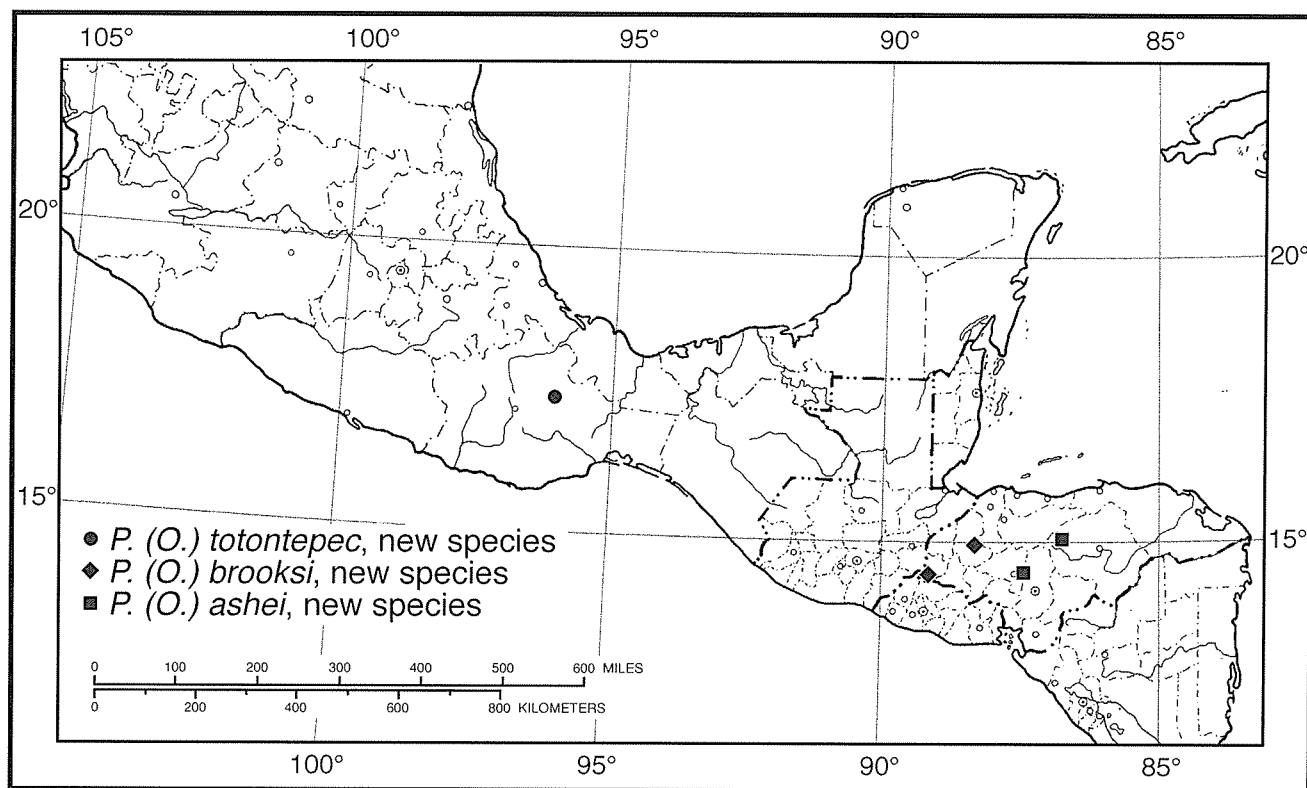 105° 100° 95° 90° 85°
20° 20°
15° 15°
● P. (O.) totontepec, new species
◆ P. (O.) brooksi, new species
■ P. (O.) ashei, new species
0 100 200 300 400 500 600 MILES
0 200 400 600 800 KILOMETERS
100° 95° 90° 85°